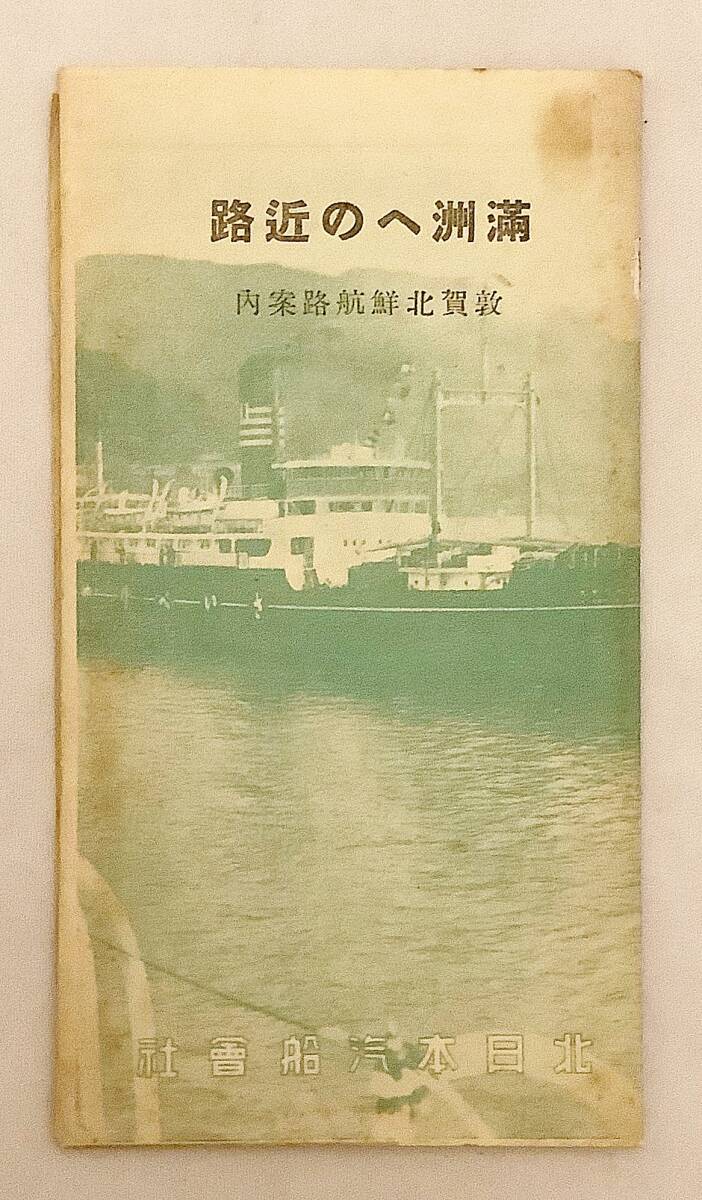 滿洲への近路
敦賀北鮮航路案內
北日本汽船會社